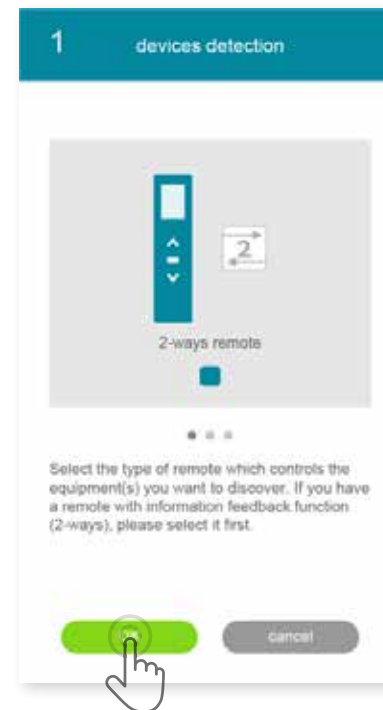 1 devices detection
2
2-ways remote
Select the type of remote which controls the
equipment(s) you want to discover. If you have
a remote with information feedback function
(2-ways), please select it first.
cancel